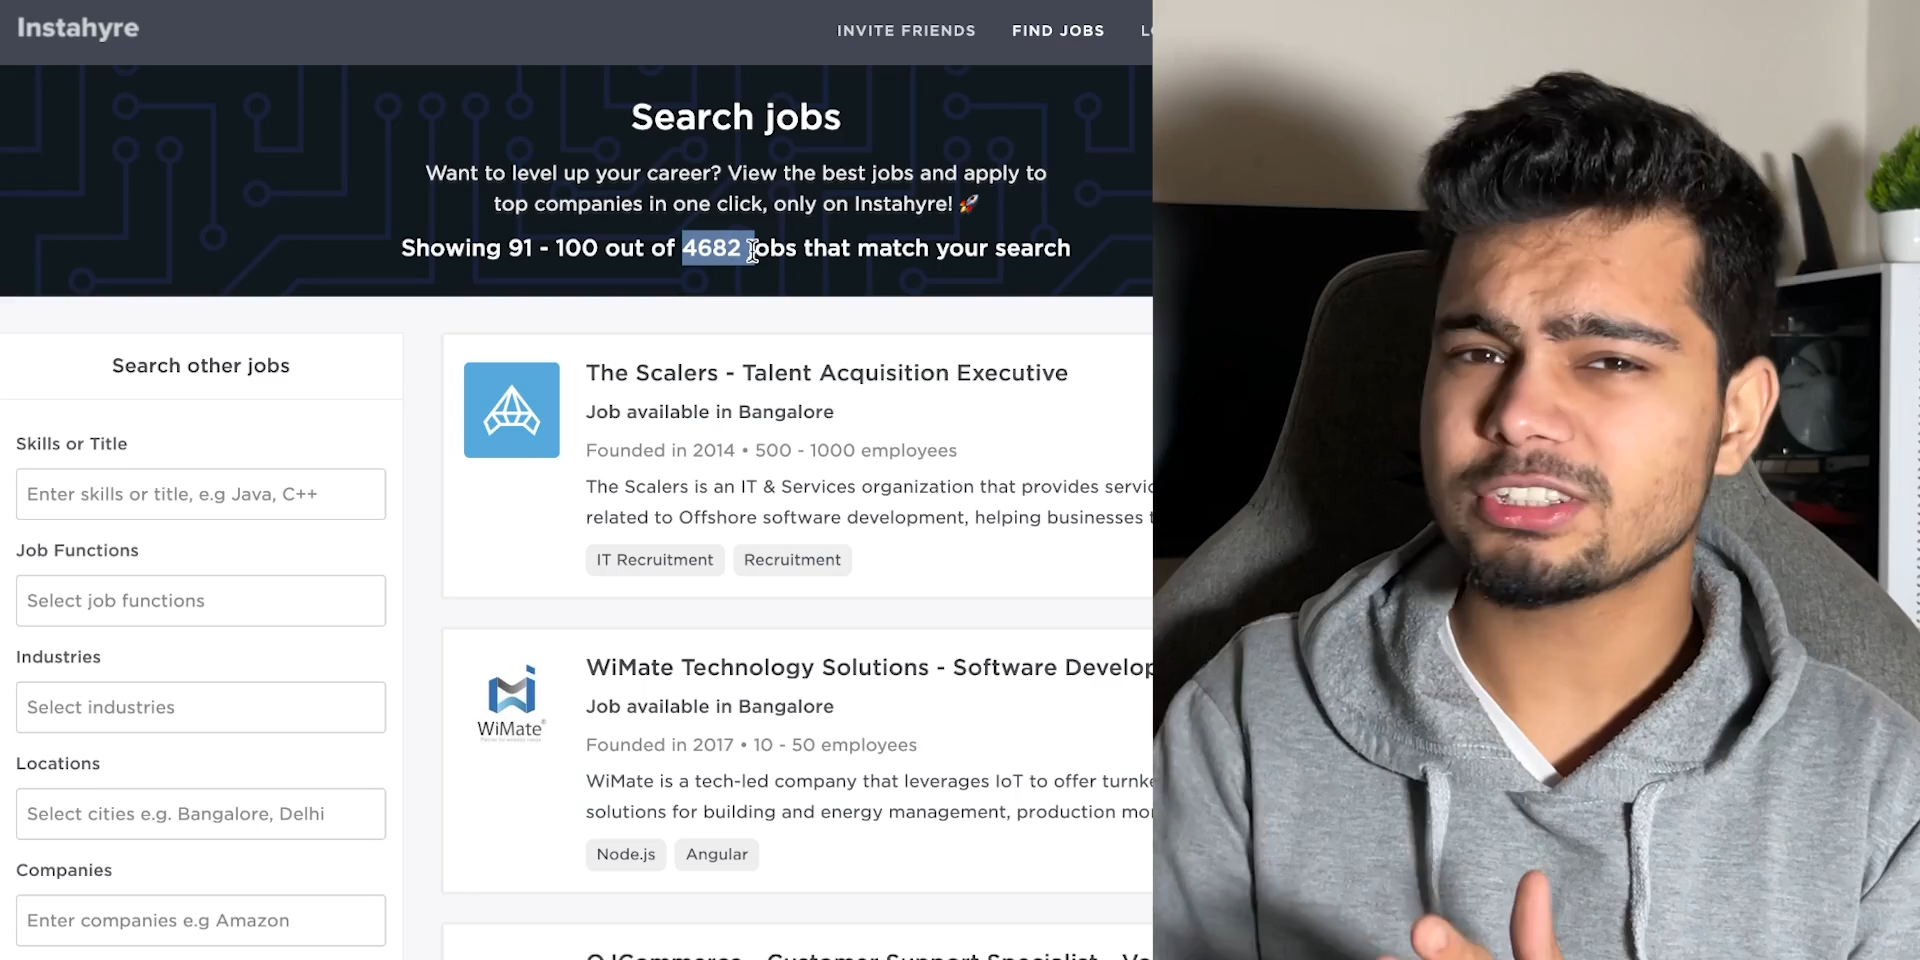 Instahyre
INVITE FRIENDS
FIND JOBS
Search jobs
Want to level up your career? View the best jobs and apply to
top companies in one click, only on Instahyre! 🚀
Showing 91 - 100 out of 4682 jobs that match your search
Search other jobs
Skills or Title
Enter skills or title, e.g Java, C++
Job Functions
Select job functions
Industries
Select industries
Locations
Select cities e.g. Bangalore, Delhi
Companies
Enter companies e.g Amazon
The Scalers - Talent Acquisition Executive
Job available in Bangalore
Founded in 2014 • 500 - 1000 employees
The Scalers is an IT & Services organization that provides
related to Offshore software development, helping businesses
IT Recruitment
Recruitment
WiMate Technology Solutions - Software
WiMate®
Job available in Bangalore
Founded in 2017 • 10 - 50 employees
WiMate is a tech-led company that leverages IoT to offer
solutions for building and energy management, production
Node.js
Angular